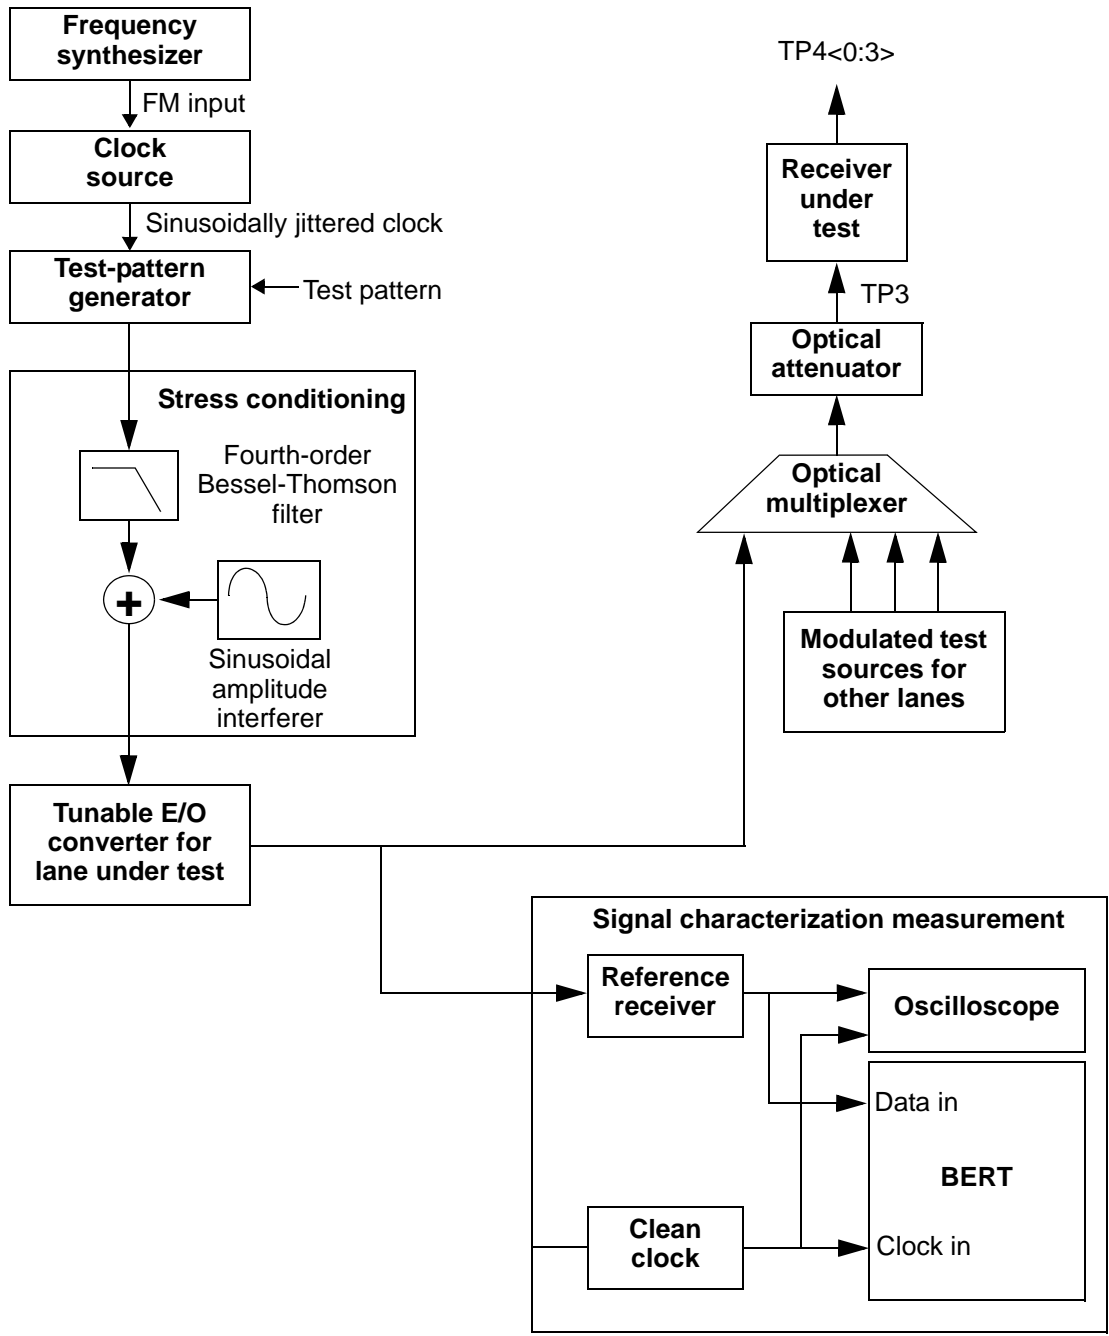 Frequency
synthesizer
FM input
Clock
source
Sinusoidally jittered clock
Test-pattern
generator
Test pattern
Stress conditioning
Fourth-order
Bessel-Thomson
filter
+
Sinusoidal
amplitude
interferer
Tunable E/O
converter for
lane under test
TP4<0:3>
Receiver
under
test
TP3
Optical
attenuator
Optical
multiplexer
Modulated test
sources for
other lanes
Signal characterization measurement
Reference
receiver
Oscilloscope
Data in
BERT
Clean
clock
Clock in